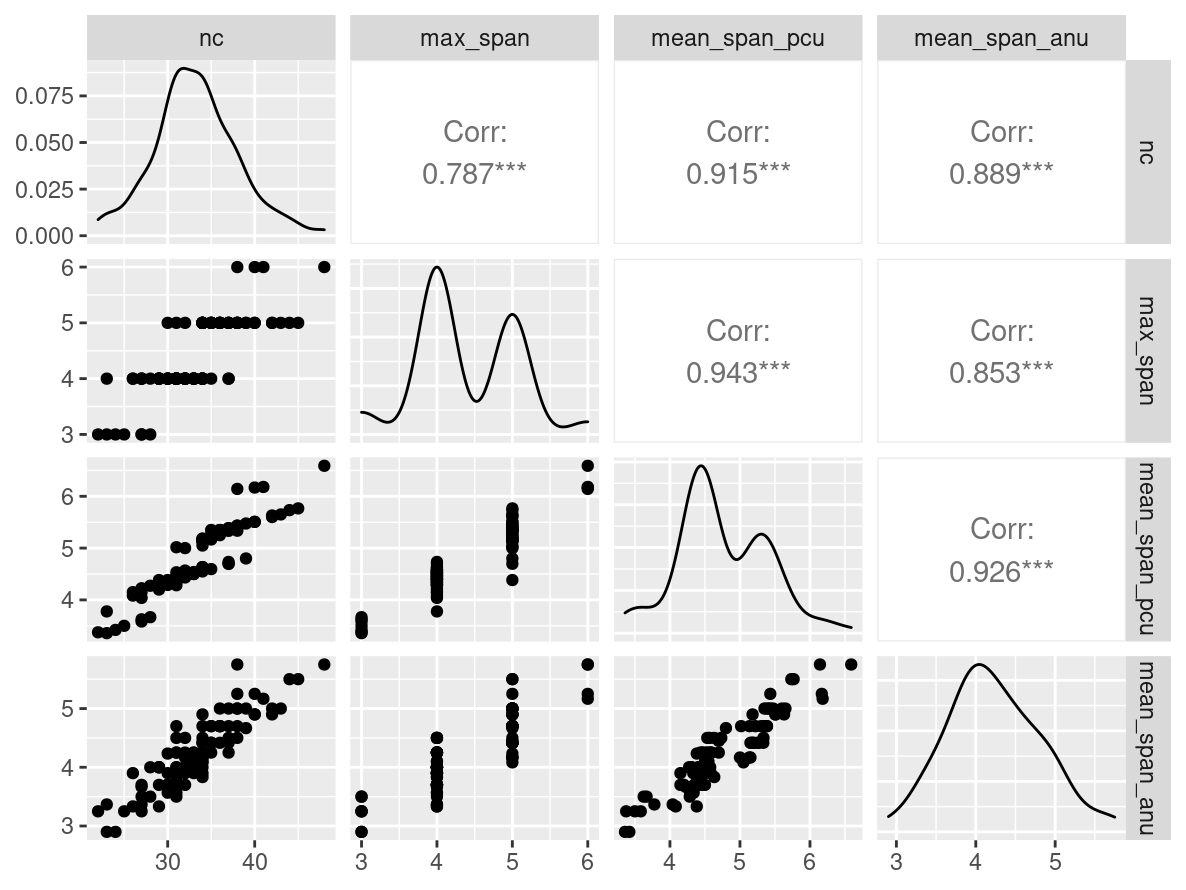 nc max_span mean_span_pcu mean_span_anu
0.075
0.050
0.025
0.000
Corr:
0.787***
Corr:
0.915***
Corr:
0.889***
nc
6
5
4
3
Corr:
0.943***
Corr:
0.853***
max_span
6
5
4
Corr:
0.926***
mean_span_pcu
5
4
3
mean_span_anu
30 40 3 4 5 6 4 5 6 3 4 5